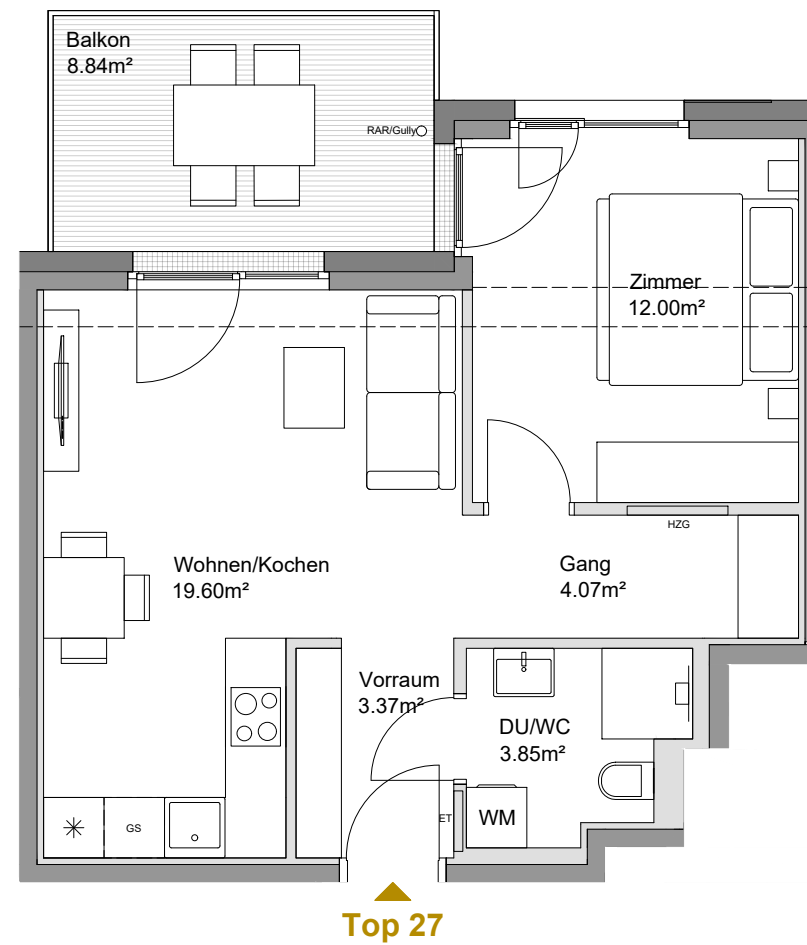 Balkon
8.84m²
RAR/Gully
Zimmer
12.00m²
HZG
Wohnen/Kochen
19.60m²
Gang
4.07m²
Vorraum
3.37m²
DU/WC
3.85m²
GS
ET
WM
Top 27